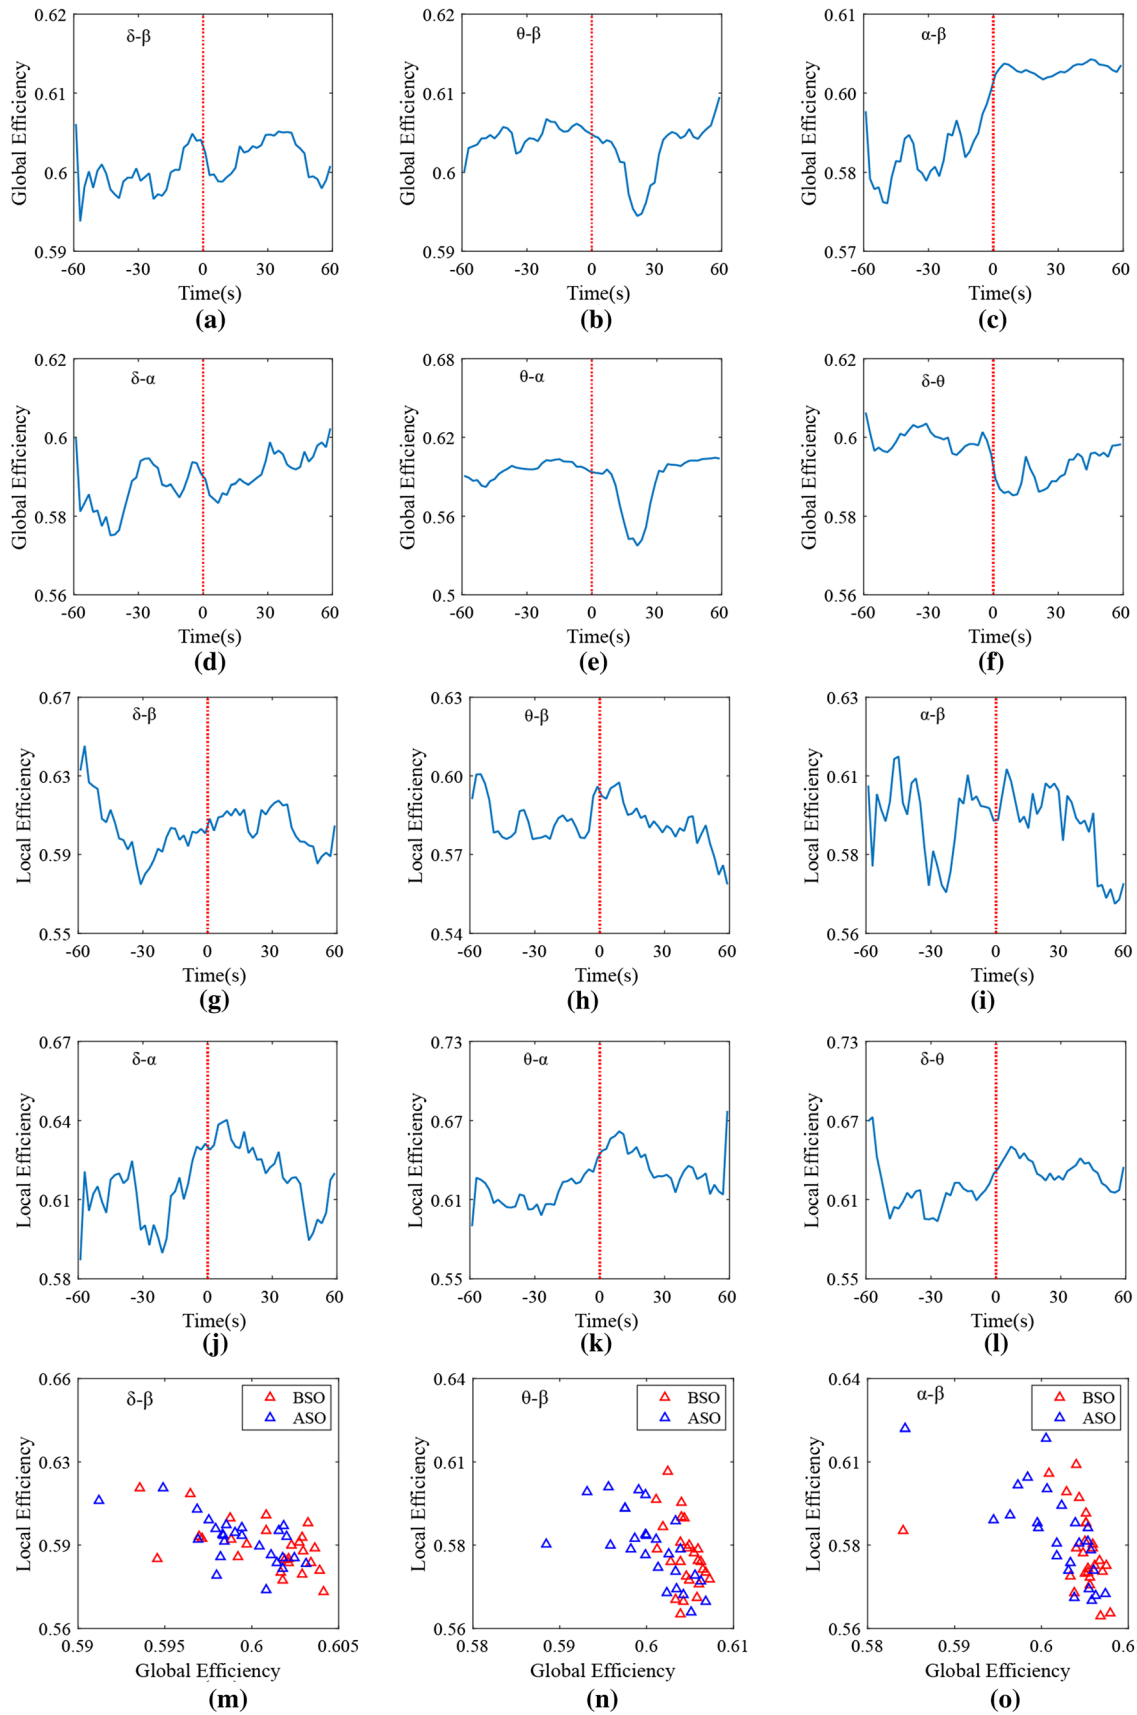 0.62 0.62 0.61
δ-β θ-β α-β
0.61 0.61 0.60
Global Efficiency Global Efficiency Global Efficiency
0.6 0.6 0.58
0.59 0.59 0.57
-60 -30 0 30 60 -60 -30 0 30 60 -60 -30 0 30 60
Time(s) Time(s) Time(s)
(a) (b) (c)
0.62 0.68 0.62
δ-α θ-α δ-θ
0.6 0.62 0.6
Global Efficiency Global Efficiency Global Efficiency
0.58 0.56 0.58
0.56 0.5 0.56
-60 -30 0 30 60 -60 -30 0 30 60 -60 -30 0 30 60
Time(s) Time(s) Time(s)
(d) (e) (f)
0.67 0.63 0.63
δ-β θ-β α-β
0.63 0.60 0.61
Local Efficiency Local Efficiency Local Efficiency
0.59 0.57 0.58
0.55 0.54 0.56
-60 -30 0 30 60 -60 -30 0 30 60 -60 -30 0 30 60
Time(s) Time(s) Time(s)
(g) (h) (i)
0.67 0.73 0.73
δ-α θ-α δ-θ
0.64 0.67 0.67
Local Efficiency Local Efficiency Local Efficiency
0.61 0.61 0.61
0.58 0.55 0.55
-60 -30 0 30 60 -60 -30 0 30 60 -60 -30 0 30 60
Time(s) Time(s) Time(s)
(j) (k) (l)
0.66 0.64 0.64
δ-β BSO θ-β BSO α-β BSO
ASO ASO ASO
0.63 0.61 0.61
Local Efficiency Local Efficiency Local Efficiency
0.59 0.58 0.58
0.56 0.56 0.56
0.59 0.595 0.6 0.605 0.58 0.59 0.6 0.61 0.58 0.59 0.6
Global Efficiency Global Efficiency Global Efficiency
(m) (n) (o)